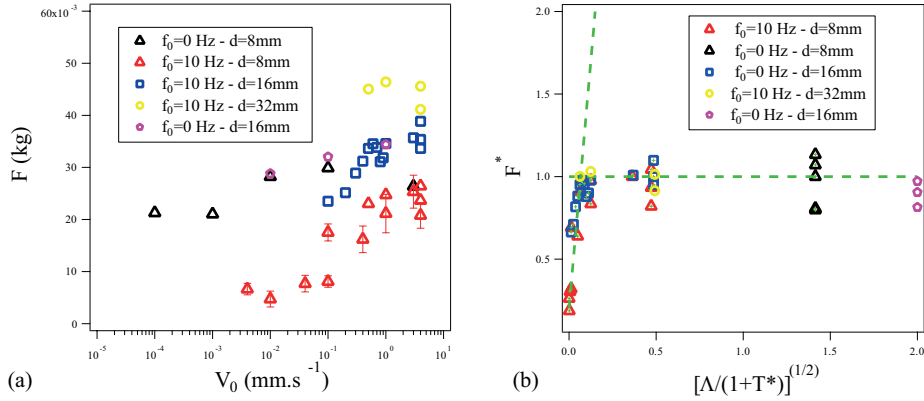 60x10⁻³
50
40
30
20
10
0
F (kg)
f₀=0 Hz - d=8mm
f₀=10 Hz - d=8mm
f₀=10 Hz - d=16mm
f₀=10 Hz - d=32mm
f₀=0 Hz - d=16mm
10⁻⁵ 10⁻⁴ 10⁻³ 10⁻² 10⁻¹ 10⁰ 10¹
(a) V₀ (mm.s⁻¹)
2.0
1.5
1.0
0.5
F*
f₀=10 Hz - d=8mm
f₀=0 Hz - d=8mm
f₀=0 Hz - d=16mm
f₀=10 Hz - d=32mm
f₀=0 Hz - d=16mm
0.0 0.5 1.0 1.5 2.0
(b) [Λ/(1+T*)]⁽¹/²⁾